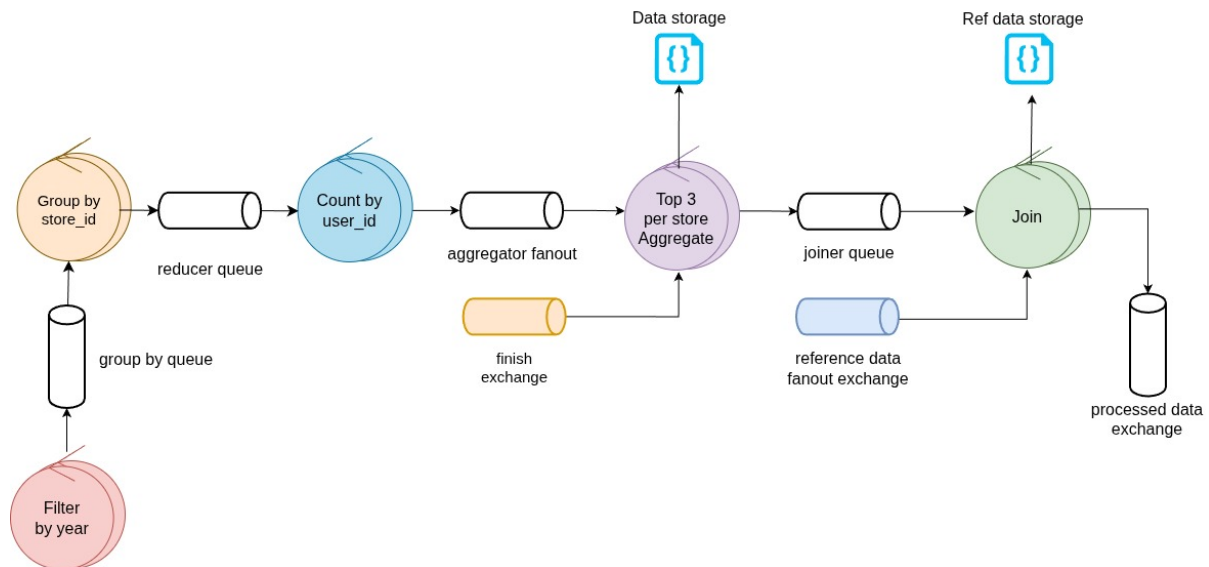 Data storage
Ref data storage
{}
{}
Group by
store_id
reducer queue
Count by
user_id
aggregator fanout
Top 3
per store
Aggregate
joiner queue
Join
finish
exchange
reference data
fanout exchange
processed data
exchange
group by queue
Filter
by year